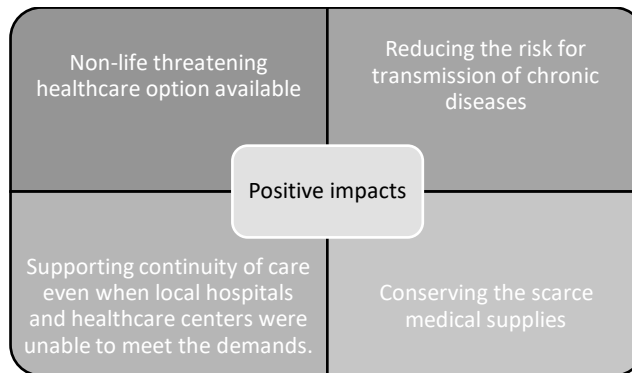 Non-life threatening
healthcare option available
Reducing the risk for
transmission of chronic
diseases
Positive impacts
Supporting continuity of care
even when local hospitals
and healthcare centers were
unable to meet the demands.
Conserving the scarce
medical supplies